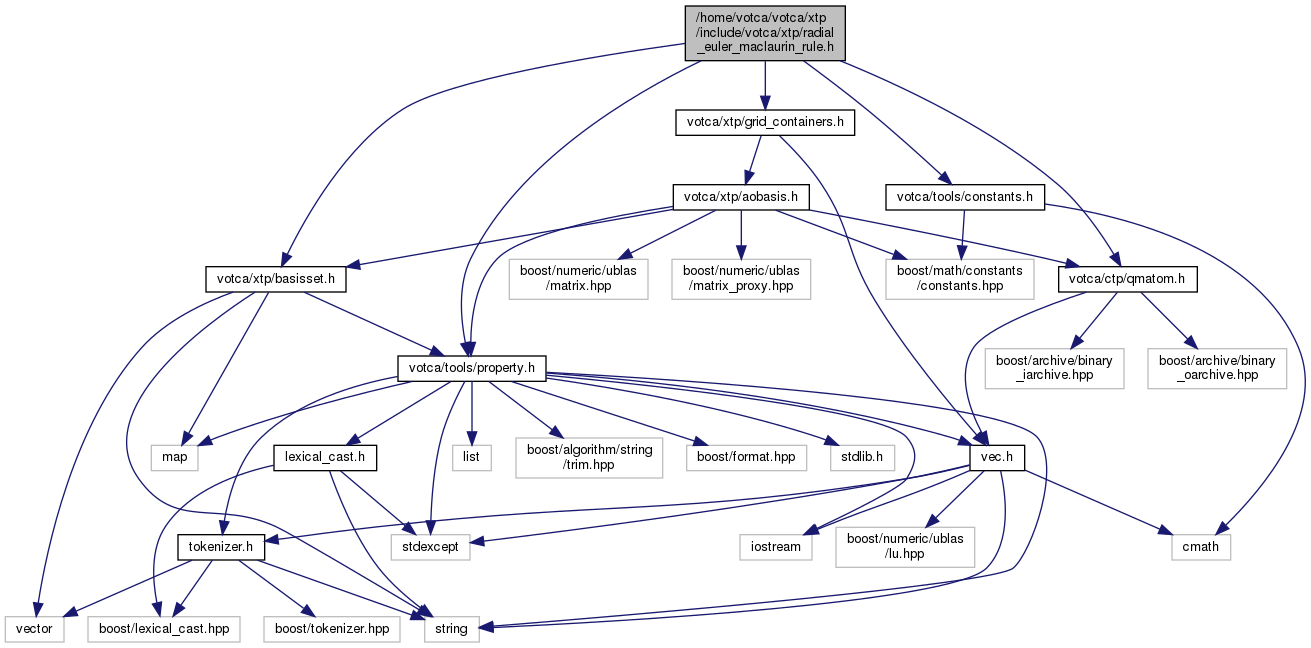 /home/votca/votca/xtp
/include/votca/xtp/radial
_euler_maclaurin_rule.h
votca/xtp/grid_containers.h
votca/xtp/aobasis.h
votca/tools/constants.h
votca/xtp/basisset.h
boost/numeric/ublas
/matrix.hpp
boost/numeric/ublas
/matrix_proxy.hpp
boost/math/constants
/constants.hpp
votca/ctp/qmatom.h
votca/tools/property.h
boost/archive/binary
_iarchive.hpp
boost/archive/binary
_oarchive.hpp
map
lexical_cast.h
list
boost/algorithm/string
/trim.hpp
boost/format.hpp
stdlib.h
vec.h
tokenizer.h
stdexcept
iostream
boost/numeric/ublas
/lu.hpp
cmath
vector
boost/lexical_cast.hpp
boost/tokenizer.hpp
string